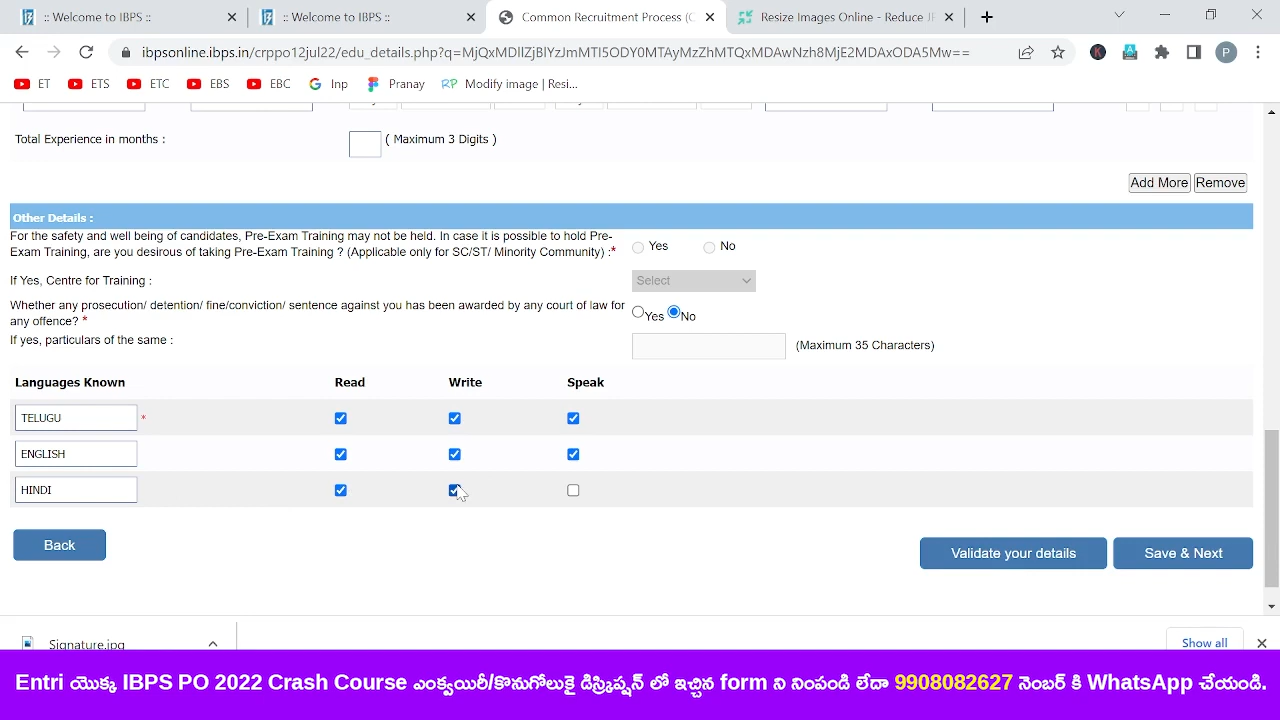 :: Welcome to IBPS ::
:: Welcome to IBPS ::
Common Recruitment Process (C
Resize Images Online - Reduce JP
ibpsonline.ibps.in/crppo12jul22/edu_details.php?q=MjQxMDIlZjBlYzJmMTI5ODY0MTAyMzZhMTQxMDAwNzh8MjE2MDAxODA5Mw==
ET ETS ETC EBS EBC Inp Pranay Modify image | Resi...
Total Experience in months : ( Maximum 3 Digits )
Add More Remove
Other Details :
For the safety and well being of candidates, Pre-Exam Training may not be held. In case it is possible to hold Pre-
Exam Training, are you desirous of taking Pre-Exam Training ? (Applicable only for SC/ST/ Minority Community) :* Yes No
If Yes, Centre for Training : Select
Whether any prosecution/ detention/ fine/conviction/ sentence against you has been awarded by any court of law for
any offence? * Yes No
If yes, particulars of the same : (Maximum 35 Characters)
Languages Known Read Write Speak
TELUGU *
ENGLISH
HINDI
Back Validate your details Save & Next
Signature.jpg Show all
Entri యొక్క IBPS PO 2022 Crash Course ఎంక్వయిరీ/కొనుగోలుకై డిస్క్రిప్షన్ లో ఇచ్చిన form ని నింపండి లేదా 9908082627 నెంబర్ కి WhatsApp చేయండి.